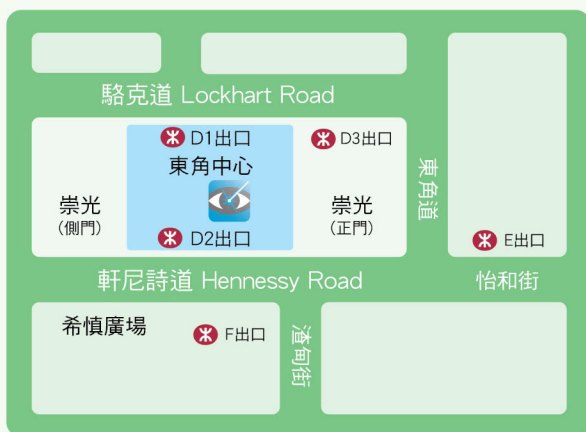 駱克道 Lockhart Road
D1出口
D3出口
東角中心
東角道
崇光
(側門)
崇光
(正門)
D2出口
E出口
軒尼詩道 Hennessy Road
怡和街
希慎廣場
F出口
渣甸街